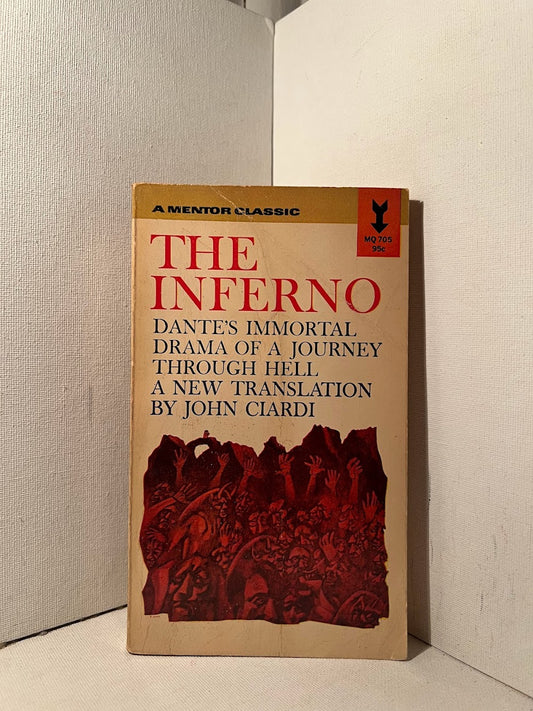 A MENTOR CLASSIC
MQ 705
95c
THE
INFERNO
DANTE'S IMMORTAL
DRAMA OF A JOURNEY
THROUGH HELL
A NEW TRANSLATION
BY JOHN CIARDI